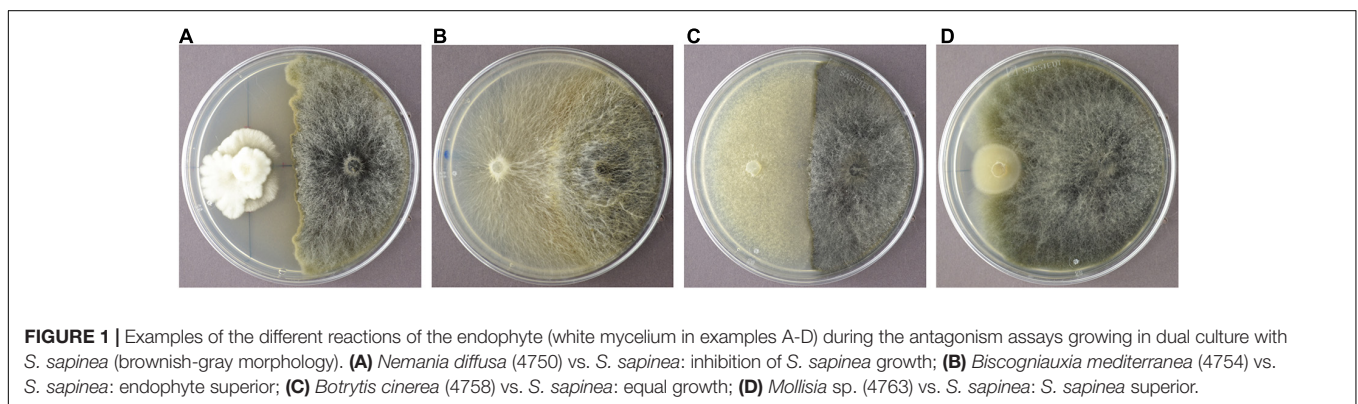 A B C D
FIGURE 1 | Examples of the different reactions of the endophyte (white mycelium in examples A-D) during the antagonism assays growing in dual culture with
S. sapinea (brownish-gray morphology). (A) Nemania diffusa (4750) vs. S. sapinea: inhibition of S. sapinea growth; (B) Biscogniauxia mediterranea (4754) vs.
S. sapinea: endophyte superior; (C) Botrytis cinerea (4758) vs. S. sapinea: equal growth; (D) Mollisia sp. (4763) vs. S. sapinea: S. sapinea superior.